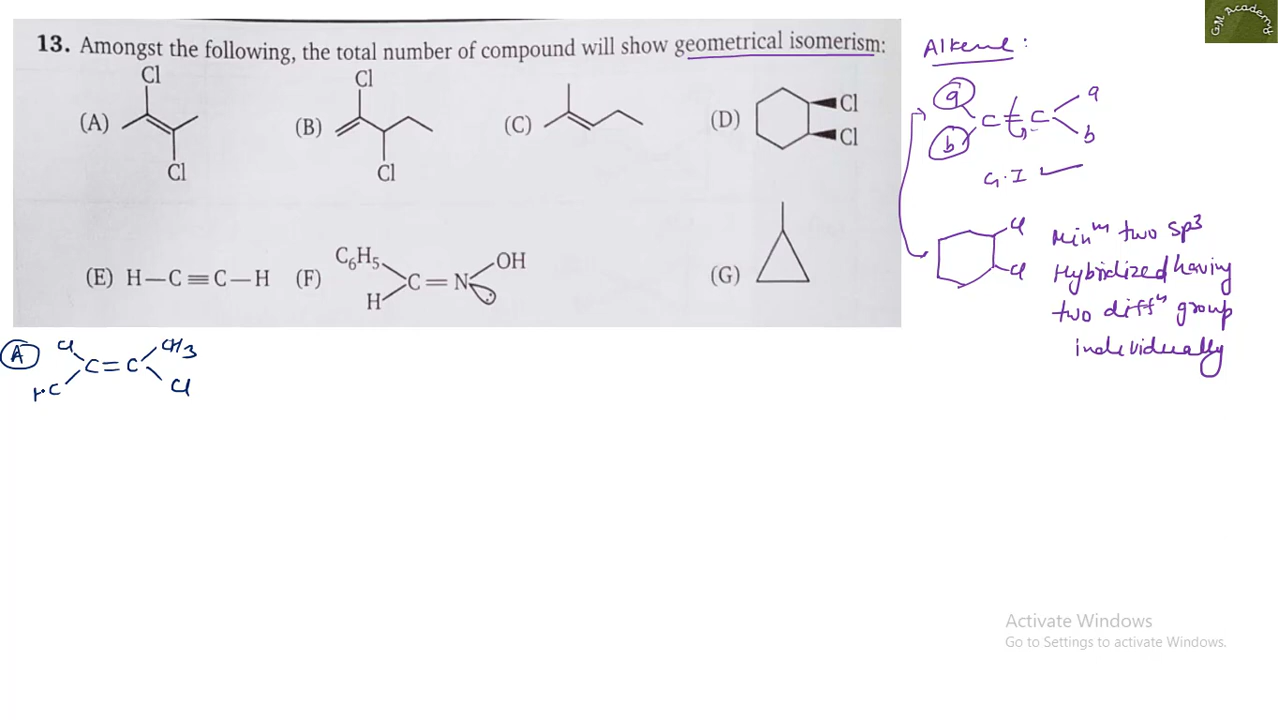 GM Academy
13. Amongst the following, the total number of compound will show geometrical isomerism:
(A) Cl Cl
(B) Cl Cl
(C)
(D) Cl Cl
(E) H—C≡C—H
(F) C₆H₅ H C=N OH
(G)
Alkene :
a b C=C a b
G.I ✓
Cl
Cl
Minᵐ two sp³
Hybridized having
two diffⁿ group
individually
(A) Cl C=C CH3
Cl
Activate Windows
Go to Settings to activate Windows.